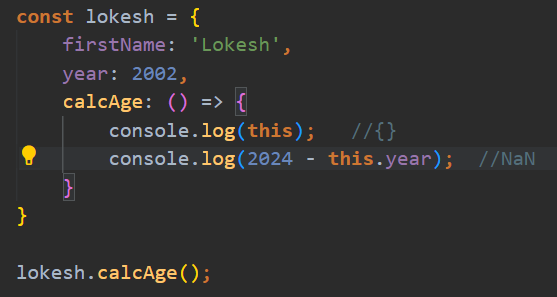 const lokesh = {
    firstName: 'Lokesh',
    year: 2002,
    calcAge: () => {
        console.log(this);   //{}
        console.log(2024 - this.year);  //NaN
    }
}
lokesh.calcAge();